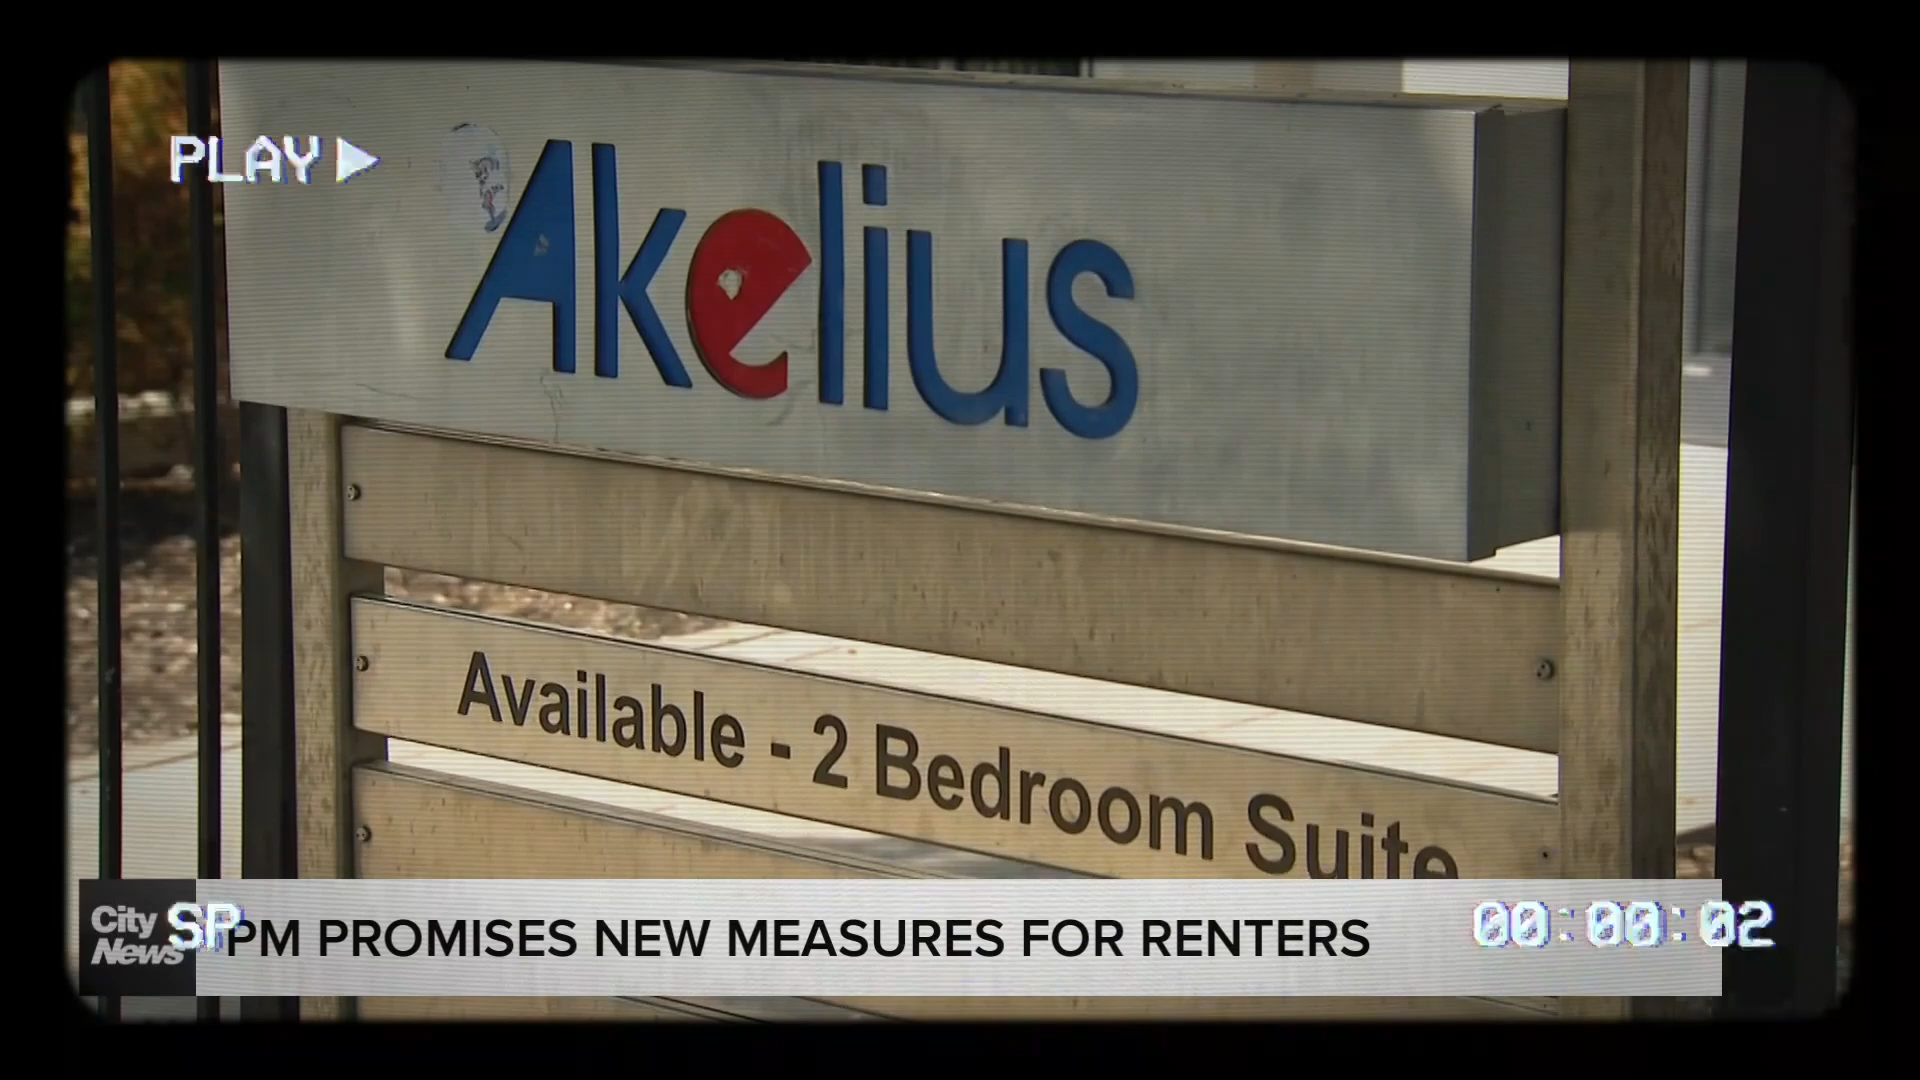 PLAY
Akelius
Available - 2 Bedroom Suite
City
News
SP
PM PROMISES NEW MEASURES FOR RENTERS
00:00:02